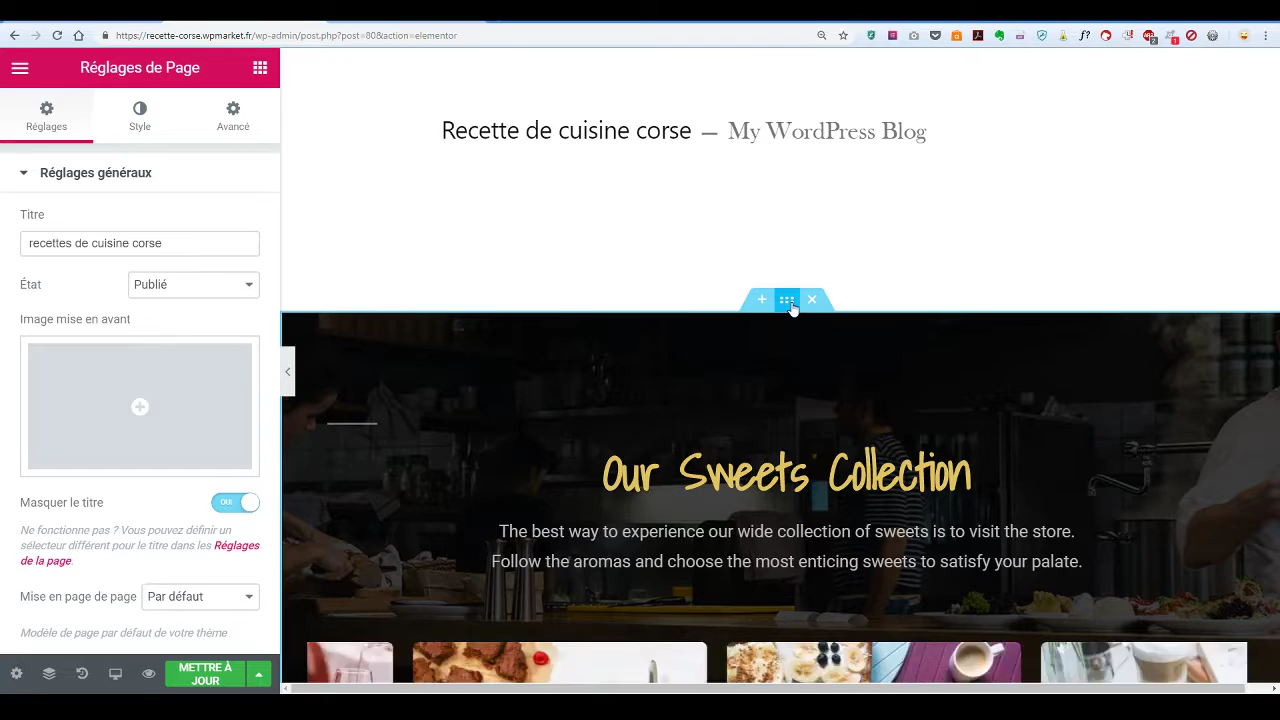 https://recette-corse.wpmarket.fr/wp-admin/post.php?post=80&action=elementor
Réglages de Page
Réglages
Style
Avancé
Réglages généraux
Titre
recettes de cuisine corse
État
Publié
Image mise en avant
Masquer le titre
OUI
Ne fonctionne pas ? Vous pouvez définir un
sélecteur différent pour le titre dans les Réglages
de la page.
Mise en page de page
Par défaut
Modèle de page par défaut de votre thème
METTRE À
JOUR
Recette de cuisine corse — My WordPress Blog
Our Sweets Collection
The best way to experience our wide collection of sweets is to visit the store.
Follow the aromas and choose the most enticing sweets to satisfy your palate.